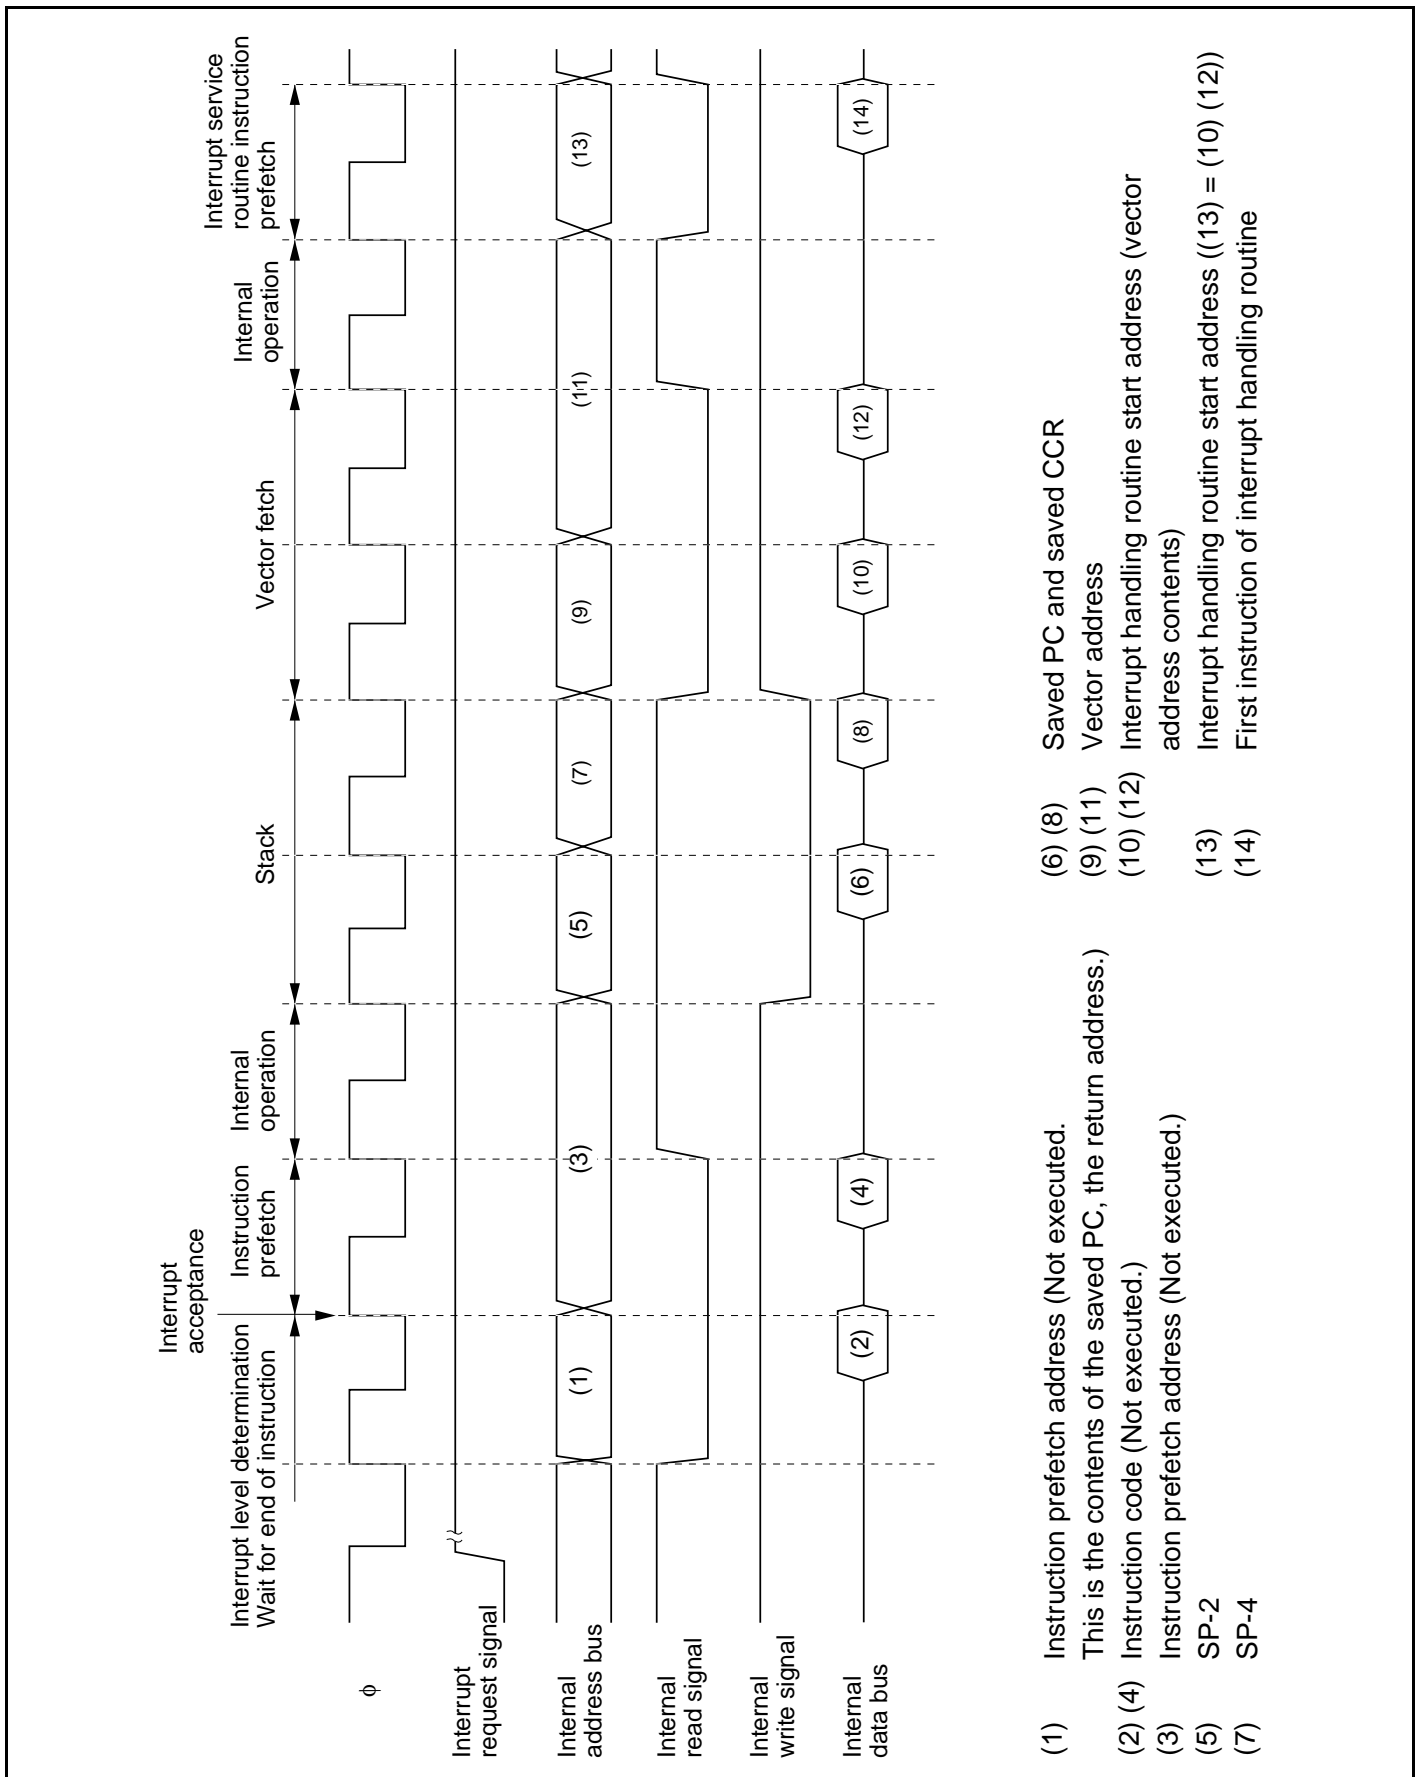 Interrupt
acceptance
Interrupt level determination
Wait for end of instruction
Instruction
prefetch
Internal
operation
Stack
Vector fetch
Internal
operation
Interrupt service
routine instruction
prefetch
ϕ
Interrupt
request signal
Internal
address bus
(1)
(3)
(5)
(7)
(9)
(11)
(13)
Internal
read signal
Internal
write signal
Internal
data bus
(2)
(4)
(6)
(8)
(10)
(12)
(14)
(1) Instruction prefetch address (Not executed.
This is the contents of the saved PC, the return address.)
(2) (4) Instruction code (Not executed.)
(3) Instruction prefetch address (Not executed.)
(5) SP-2
(7) SP-4
(6) (8) Saved PC and saved CCR
(9) (11) Vector address
(10) (12) Interrupt handling routine start address (vector
address contents)
(13) Interrupt handling routine start address ((13) = (10) (12))
(14) First instruction of interrupt handling routine